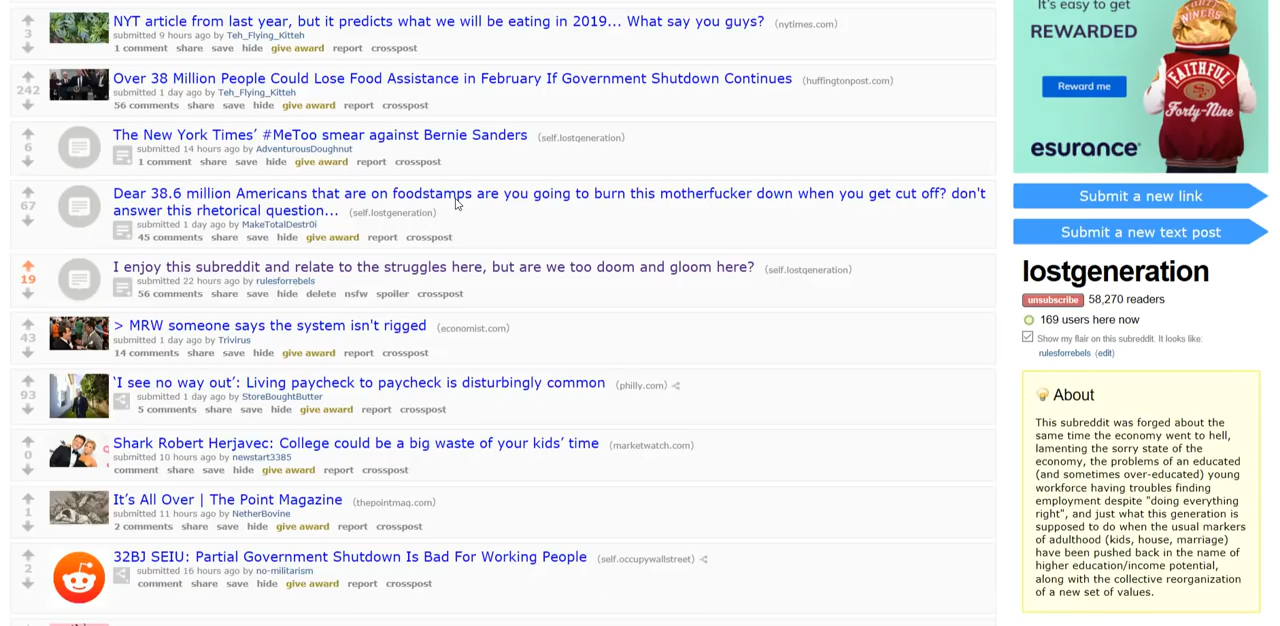 3
NYT article from last year, but it predicts what we will be eating in 2019... What say you guys? (nytimes.com)
submitted 9 hours ago by Teh_Flying_Kitteh
1 comment share save hide give award report crosspost
242
Over 38 Million People Could Lose Food Assistance in February If Government Shutdown Continues (huffingtonpost.com)
submitted 1 day ago by Teh_Flying_Kitteh
56 comments share save hide give award report crosspost
6
The New York Times’ #MeToo smear against Bernie Sanders (self.lostgeneration)
submitted 14 hours ago by AdventurousDoughnut
1 comment share save hide give award report crosspost
67
Dear 38.6 million Americans that are on foodstamps are you going to burn this motherfucker down when you get cut off? don't
answer this rhetorical question... (self.lostgeneration)
submitted 1 day ago by MakeTotalDestr0i
45 comments share save hide give award report crosspost
19
I enjoy this subreddit and relate to the struggles here, but are we too doom and gloom here? (self.lostgeneration)
submitted 22 hours ago by rulesforrebels
56 comments share save hide delete nsfw spoiler crosspost
43
> MRW someone says the system isn't rigged (economist.com)
submitted 1 day ago by Trivirus
14 comments share save hide give award report crosspost
93
‘I see no way out’: Living paycheck to paycheck is disturbingly common (philly.com)
submitted 1 day ago by StoreBoughtButter
5 comments share save hide give award report crosspost
0
Shark Robert Herjavec: College could be a big waste of your kids’ time (marketwatch.com)
submitted 10 hours ago by newstart3385
comment share save hide give award report crosspost
1
It’s All Over | The Point Magazine (thepointmag.com)
submitted 11 hours ago by NetherBovine
2 comments share save hide give award report crosspost
2
32BJ SEIU: Partial Government Shutdown Is Bad For Working People (self.occupywallstreet)
submitted 16 hours ago by no-militarism
comment share save hide give award report crosspost
It's easy to get
REWARDED
Reward me
esurance
WINERS
FAITHFUL
SF
Forty-Nine
Submit a new link
Submit a new text post
lostgeneration
unsubscribe 58,270 readers
169 users here now
Show my flair on this subreddit. It looks like:
rulesforrebels (edit)
About
This subreddit was forged about the
same time the economy went to hell,
lamenting the sorry state of the
economy, the problems of an educated
(and sometimes over-educated) young
workforce having troubles finding
employment despite "doing everything
right", and just what this generation is
supposed to do when the usual markers
of adulthood (kids, house, marriage)
have been pushed back in the name of
higher education/income potential,
along with the collective reorganization
of a new set of values.